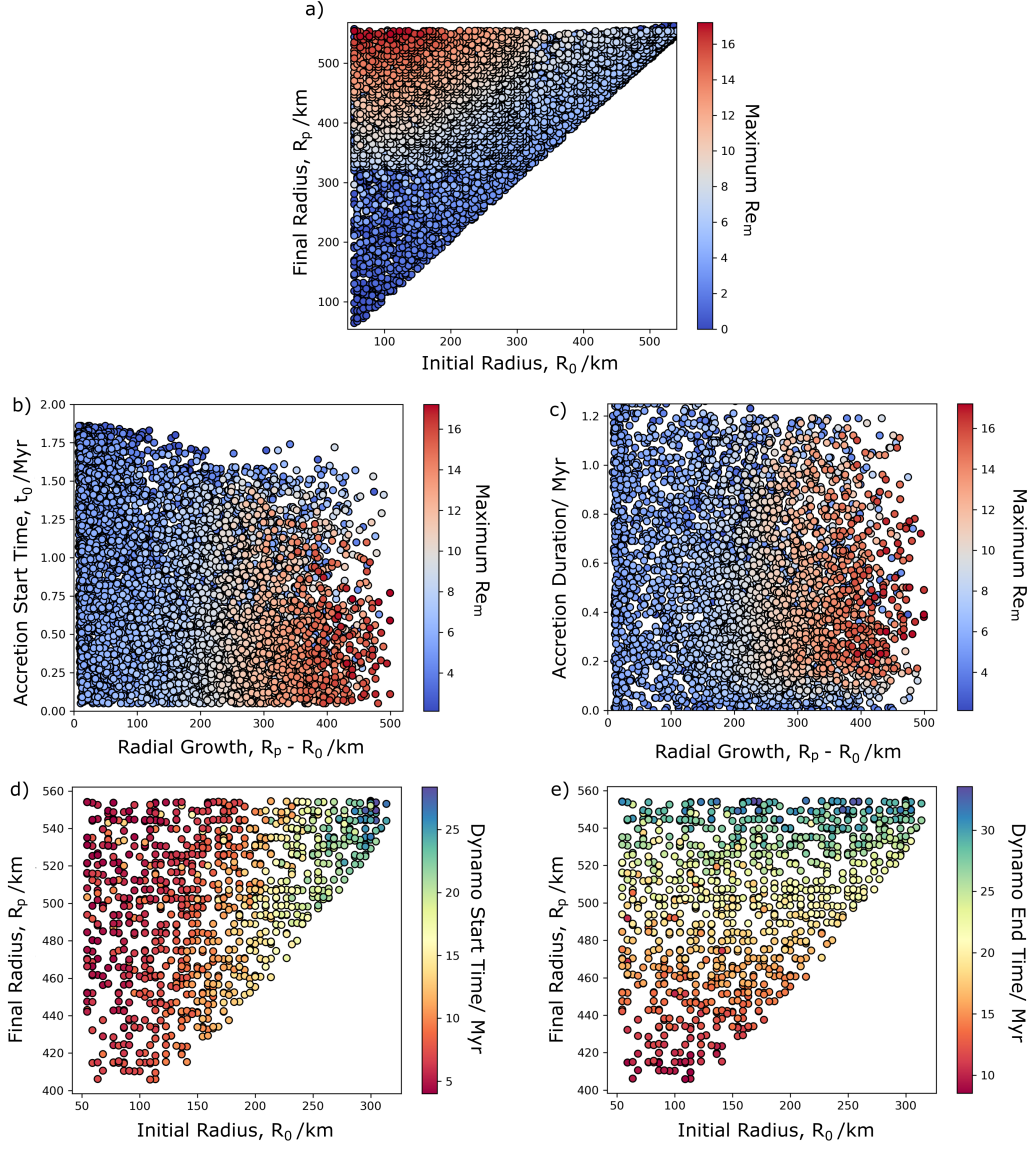 a)
500
400
300
200
100
Final Radius, Rp /km
100 200 300 400 500
Initial Radius, R0 /km
16
14
12
10
8
6
4
2
0
Maximum Rem
b)
2.00
1.75
1.50
1.25
1.00
0.75
0.50
0.25
0.00
Accretion Start Time, t0 /Myr
0 100 200 300 400 500
Radial Growth, Rp - R0 /km
16
14
12
10
8
6
4
Maximum Rem
c)
1.2
1.0
0.8
0.6
0.4
0.2
0.0
Accretion Duration/ Myr
0 100 200 300 400 500
Radial Growth, Rp - R0 /km
16
14
12
10
8
6
4
Maximum Rem
d)
560
540
520
500
480
460
440
420
400
Final Radius, Rp /km
50 100 150 200 250 300
Initial Radius, R0 /km
25
20
15
10
5
Dynamo Start Time/ Myr
e)
560
540
520
500
480
460
440
420
400
Final Radius, Rp /km
50 100 150 200 250 300
Initial Radius, R0 /km
30
25
20
15
10
Dynamo End Time/ Myr